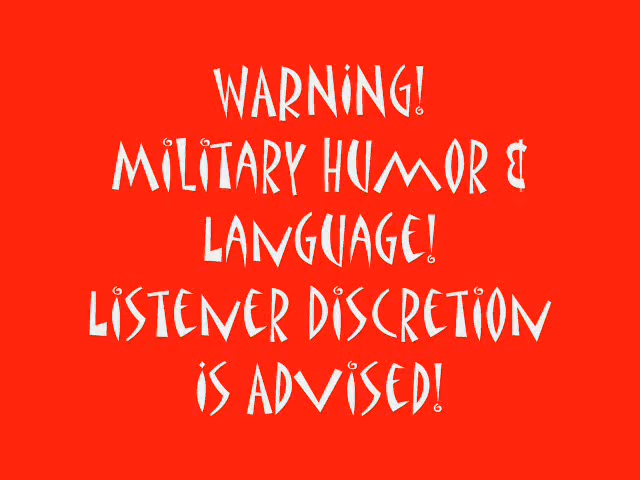 WARNING!
MILITARY HUMOR &
LANGUAGE!
LISTENER DISCRETION
IS ADVISED!